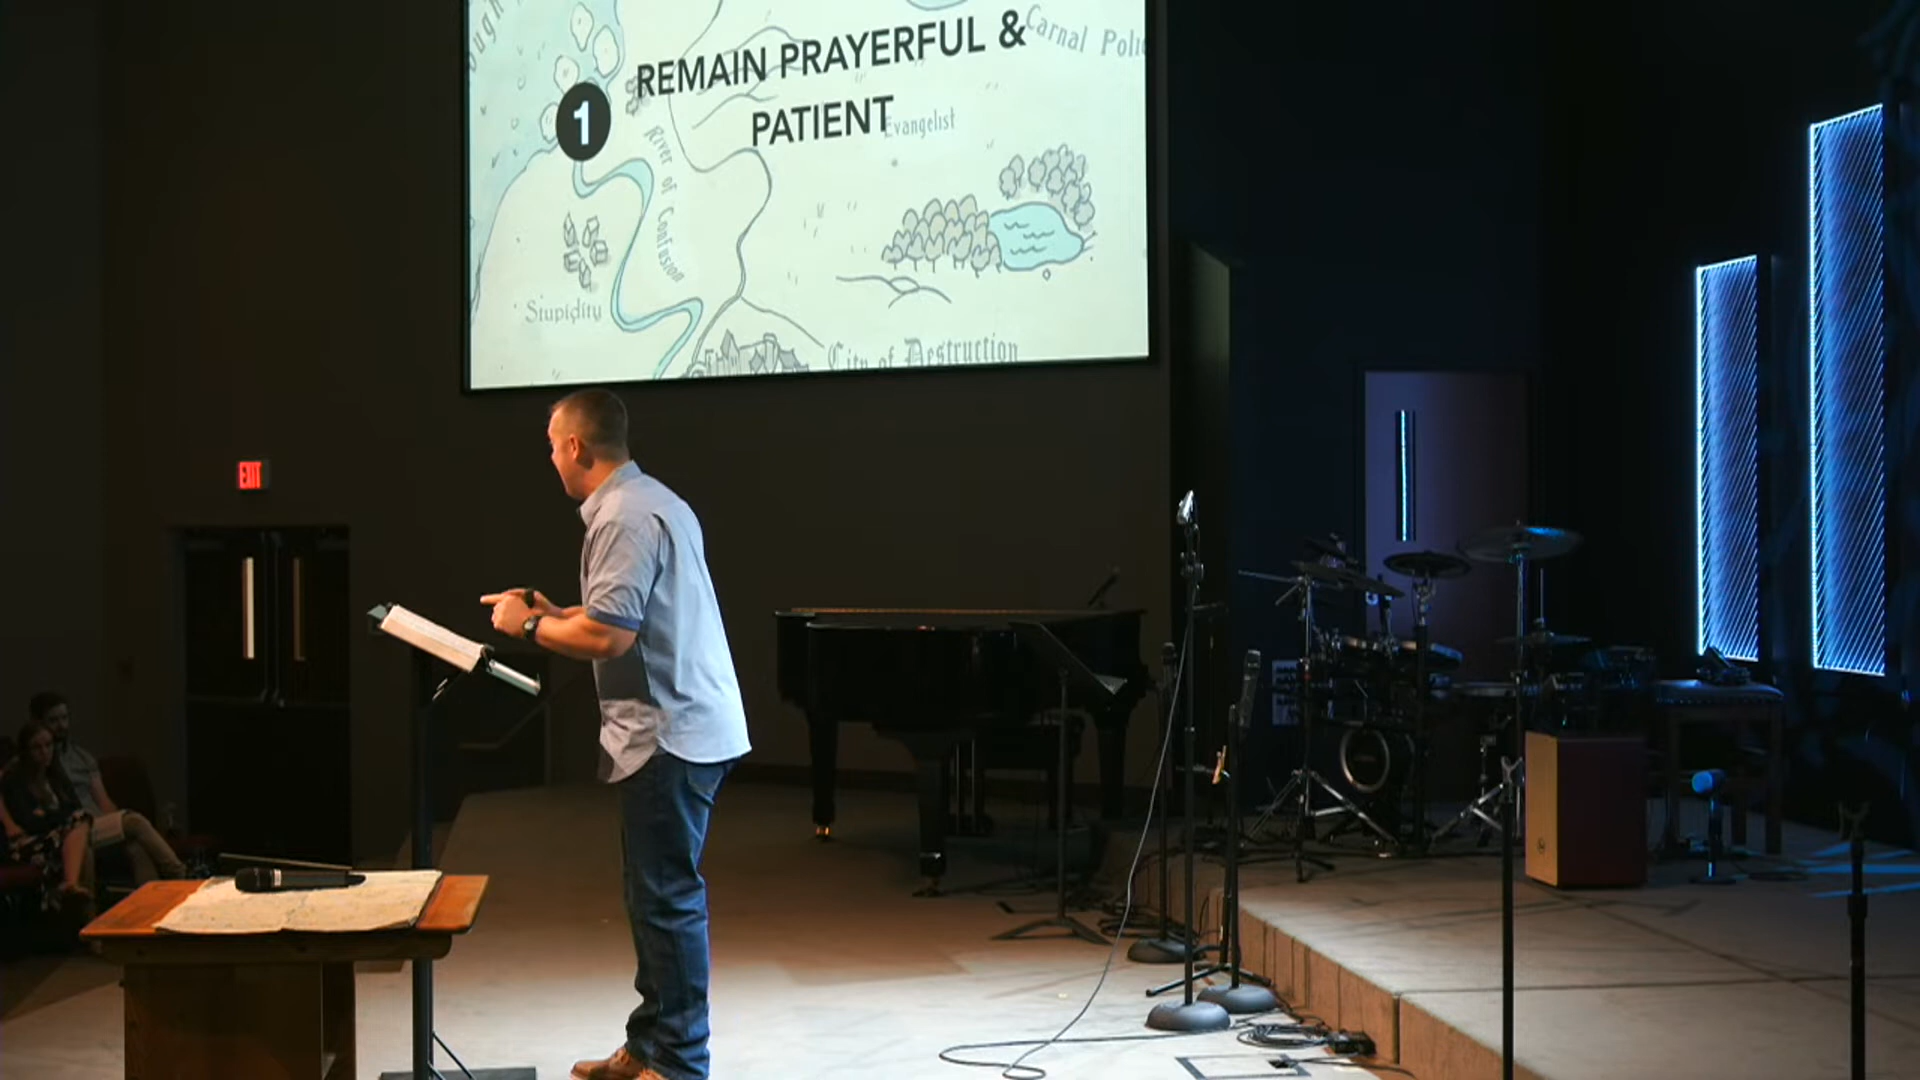 Carnal
REMAIN PRAYERFUL &
1
PATIENT
Evangelist
River of Confusion
Stupidity
City of Destruction
EXIT